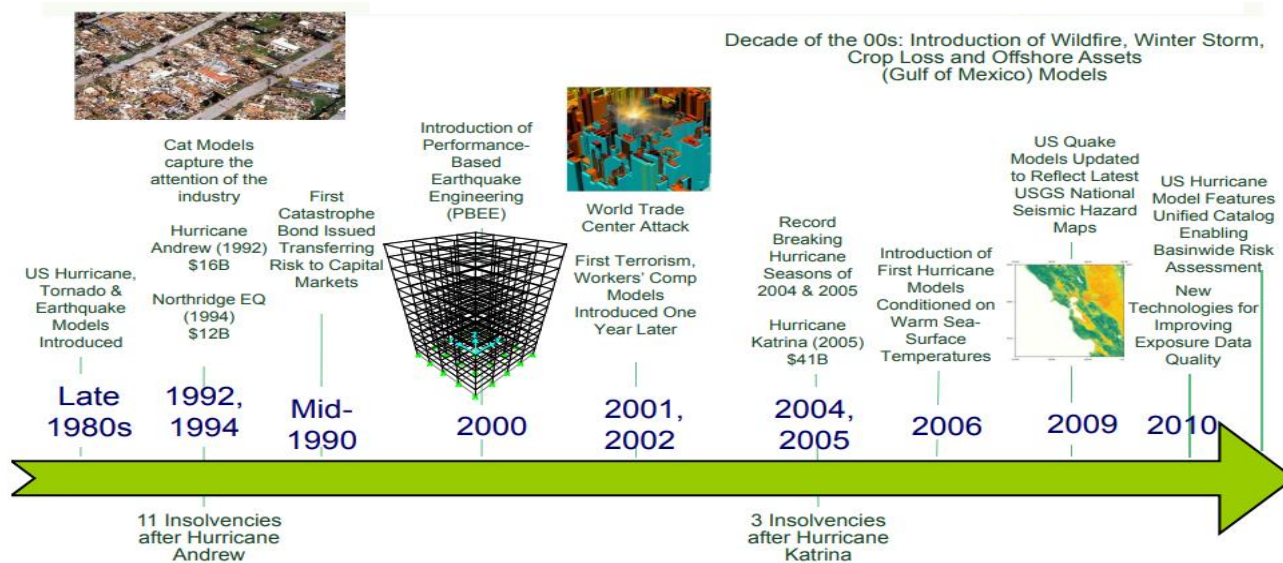 Decade of the 00s: Introduction of Wildfire, Winter Storm,
Crop Loss and Offshore Assets
(Gulf of Mexico) Models
US Hurricane,
Tornado &
Earthquake
Models
Introduced
Late
1980s
Cat Models
capture the
attention of the
industry
Hurricane
Andrew (1992)
$16B
Northridge EQ
(1994)
$12B
1992,
1994
11 Insolvencies
after Hurricane
Andrew
First
Catastrophe
Bond Issued
Transferring
Risk to Capital
Markets
Mid-
1990
Introduction of
Performance-
Based
Earthquake
Engineering
(PBEE)
2000
World Trade
Center Attack
First Terrorism,
Workers' Comp
Models
Introduced One
Year Later
2001,
2002
Record
Breaking
Hurricane
Seasons of
2004 & 2005
Hurricane
Katrina (2005)
$41B
2004,
2005
3 Insolvencies
after Hurricane
Katrina
Introduction of
First Hurricane
Models
Conditioned on
Warm Sea-
Surface
Temperatures
2006
US Quake
Models Updated
to Reflect Latest
USGS National
Seismic Hazard
Maps
2009
US Hurricane
Model Features
Unified Catalog
Enabling
Basinwide Risk
Assessment
New
Technologies for
Improving
Exposure Data
Quality
2010